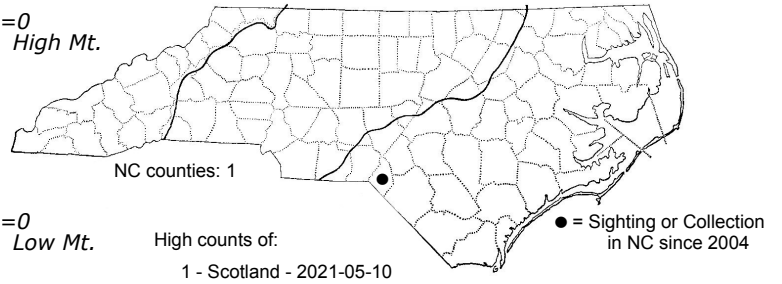 =0
High Mt.
NC counties: 1
=0
Low Mt.
High counts of:
1 - Scotland - 2021-05-10
● = Sighting or Collection
in NC since 2004